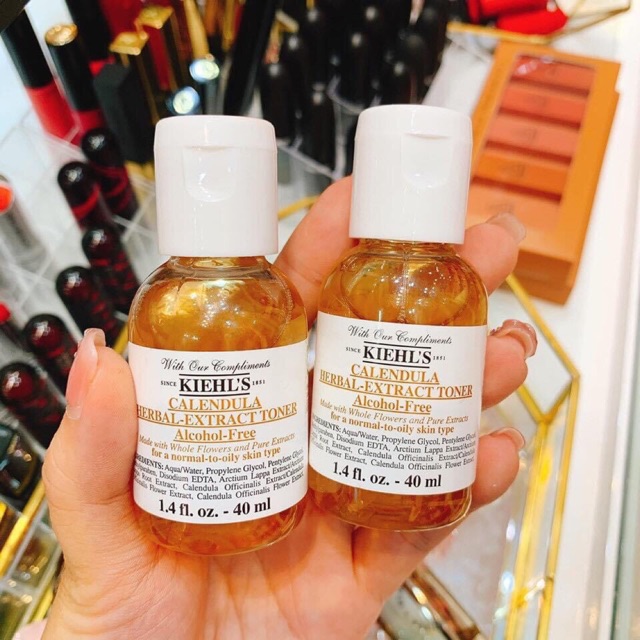 With Our Compliments
SINCE KIEHL'S 1851
CALENDULA
HERBAL-EXTRACT TONER
Alcohol-Free
Made with Whole Flowers and Pure Extracts
for a normal-to-oily skin type
INGREDIENTS: Aqua/Water, Propylene Glycol, Pentylene Glycol,
Disodium EDTA, Arctium Lappa Extract/
Root Extract, Calendula Officinalis Extract, Calendula
Flower Extract, Calendula Officinalis Flower
1.4 fl. oz. - 40 ml
With Our Compliments
SINCE KIEHL'S 1851
CALENDULA
HERBAL-EXTRACT TONER
Alcohol-Free
Made with Whole Flowers and Pure Extracts
for a normal-to-oily skin type
INGREDIENTS: Aqua/Water, Propylene Glycol, Pentylene Glycol,
Disodium EDTA, Arctium Lappa Extract/
Root Extract, Calendula Officinalis Extract, Calendula
Flower Extract, Calendula Officinalis Flower
1.4 fl. oz. - 40 ml